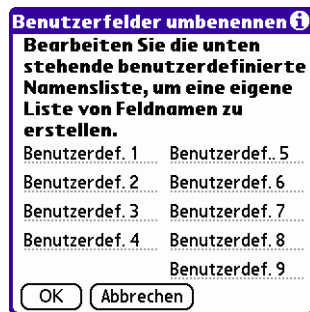 Benutzerfelder umbenennen
Bearbeiten Sie die unten
stehende benutzerdefinierte
Namensliste, um eine eigene
Liste von Feldnamen zu
erstellen.
Benutzerdef. 1 Benutzerdef.. 5
Benutzerdef. 2 Benutzerdef. 6
Benutzerdef. 3 Benutzerdef. 7
Benutzerdef. 4 Benutzerdef. 8
Benutzerdef. 9
OK Abbrechen